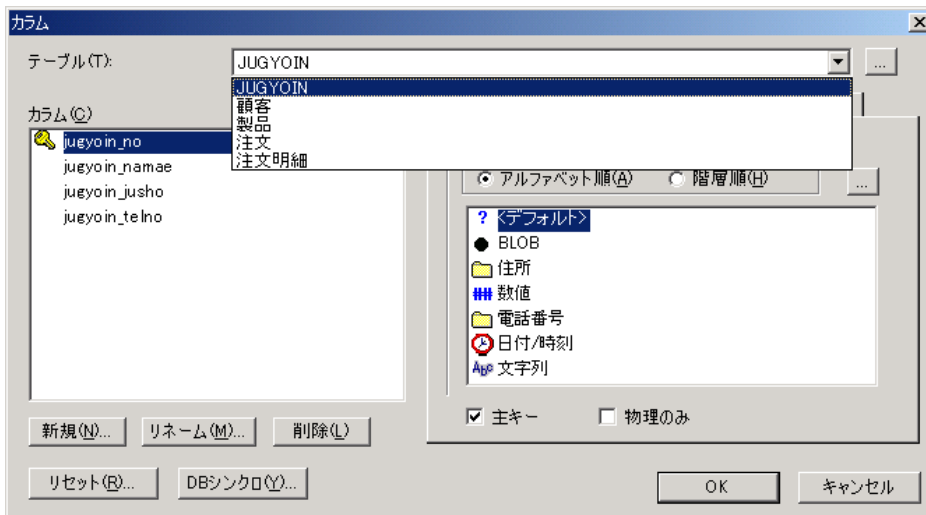 カラム
テーブル(T):
JUGYOIN
...
JUGYOIN
顧客
製品
注文
注文明細
カラム(C)
jugyoin_no
jugyoin_namae
jugyoin_jusho
jugyoin_telno
アルファベット順(A)
階層順(H)
...
? <デフォルト>
BLOB
住所
数値
電話番号
日付/時刻
Abc 文字列
主キー
物理のみ
新規(N)...
リネーム(M)...
削除(L)
リセット(R)...
DBシンクロ(Y)...
OK
キャンセル